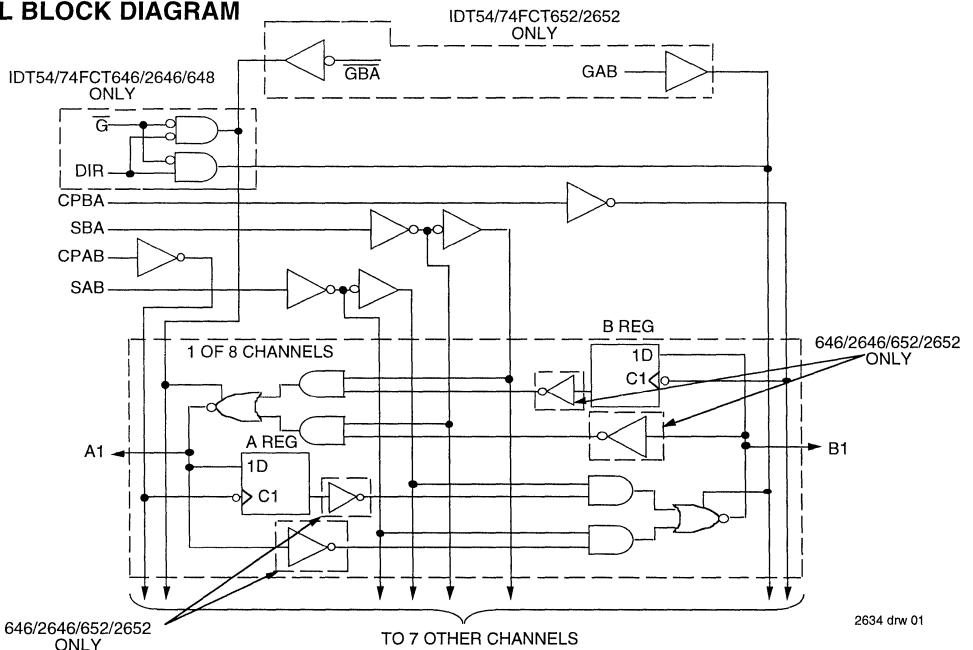 L BLOCK DIAGRAM
IDT54/74FCT652/2652
ONLY
GBA
GAB
IDT54/74FCT646/2646/648
ONLY
G
DIR
CPBA
SBA
CPAB
SAB
B REG
646/2646/652/2652
ONLY
1 OF 8 CHANNELS
1D
C1
A1
A REG
1D
C1
B1
646/2646/652/2652
ONLY
TO 7 OTHER CHANNELS
2634 drw 01